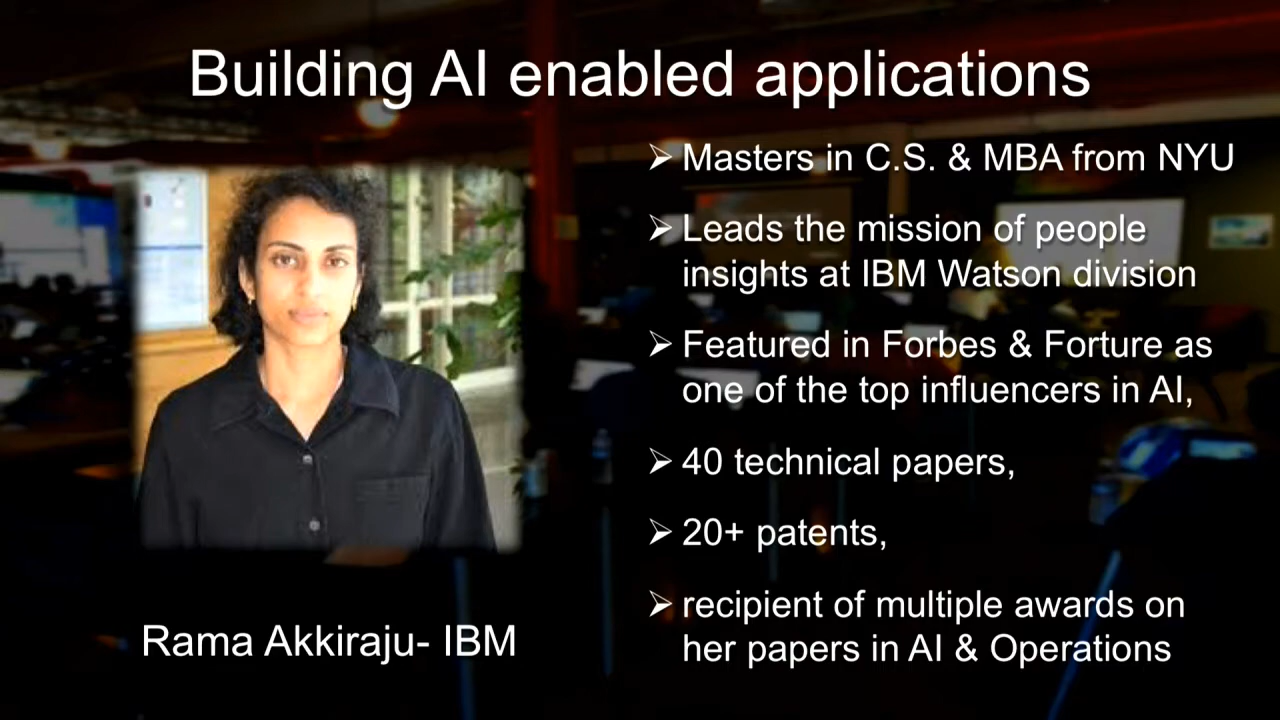 Building AI enabled applications
➢ Masters in C.S. & MBA from NYU
➢ Leads the mission of people
insights at IBM Watson division
➢ Featured in Forbes & Forture as
one of the top influencers in AI,
➢ 40 technical papers,
➢ 20+ patents,
➢ recipient of multiple awards on
her papers in AI & Operations
Rama Akkiraju- IBM